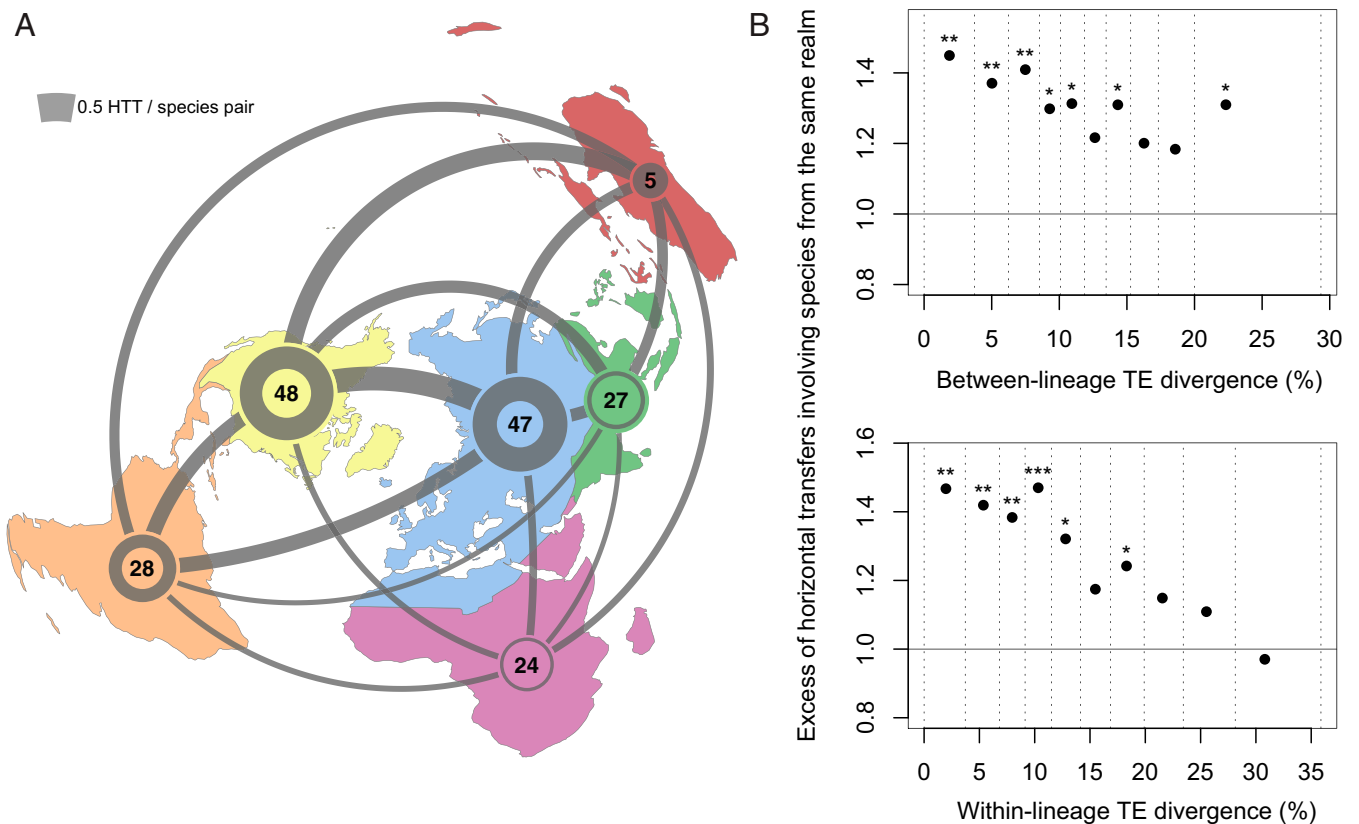 A
0.5 HTT / species pair
5
48
47
27
28
24
B
Excess of horizontal transfers involving species from the same realm
1.4
1.2
1.0
0.8
** ** ** * * * *
0 5 10 15 20 25 30
Between-lineage TE divergence (%)
1.6
1.4
1.2
1.0
0.8
** ** ** *** * *
0 5 10 15 20 25 30 35
Within-lineage TE divergence (%)